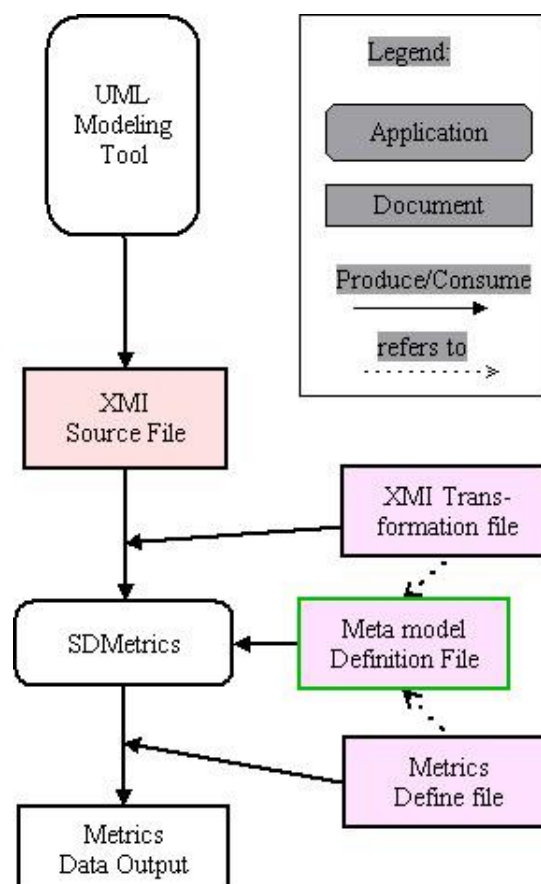 UML
Modeling
Tool
Legend:
Application
Document
Produce/Consume
refers to
XMI
Source File
XMI Trans-
formation file
SDMetrics
Meta model
Definition File
Metrics
Define file
Metrics
Data Output